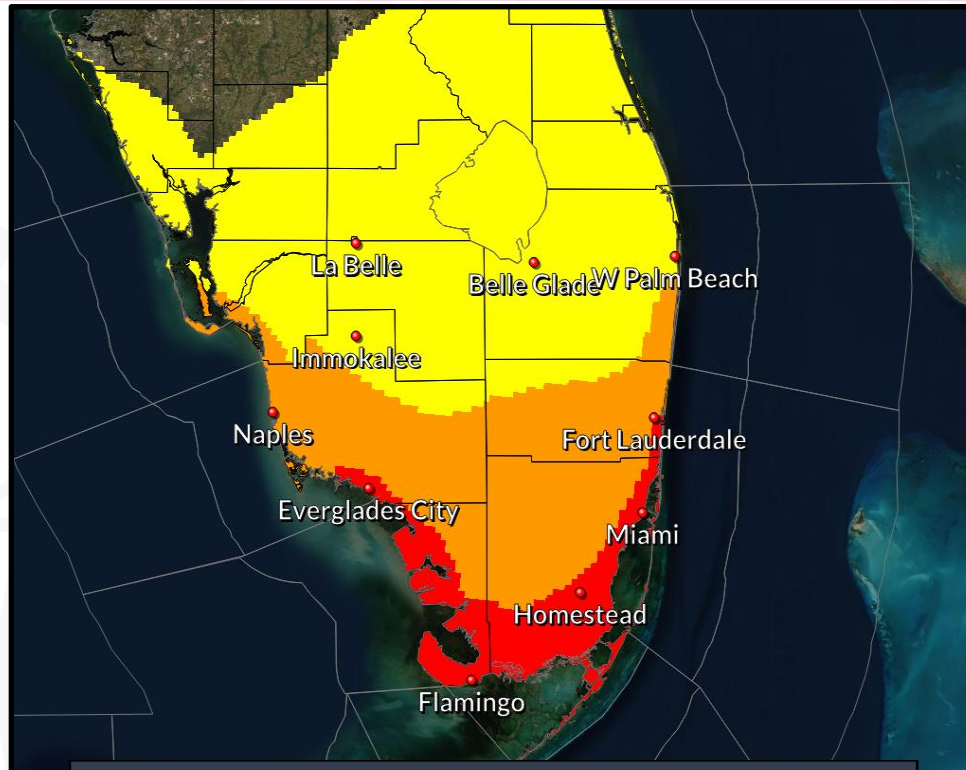 La Belle
Belle Glade
W Palm Beach
Immokalee
Naples
Fort Lauderdale
Everglades City
Miami
Homestead
Flamingo